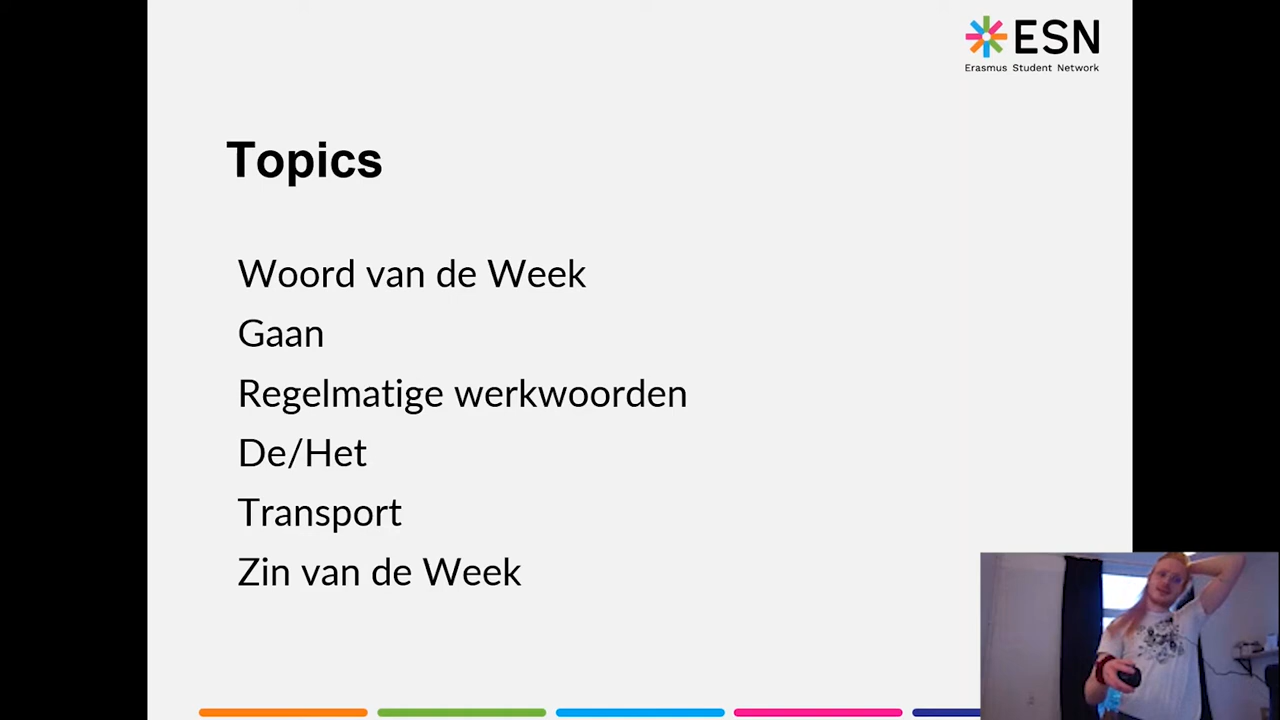 ESN
Erasmus Student Network
Topics
Woord van de Week
Gaan
Regelmatige werkwoorden
De/Het
Transport
Zin van de Week